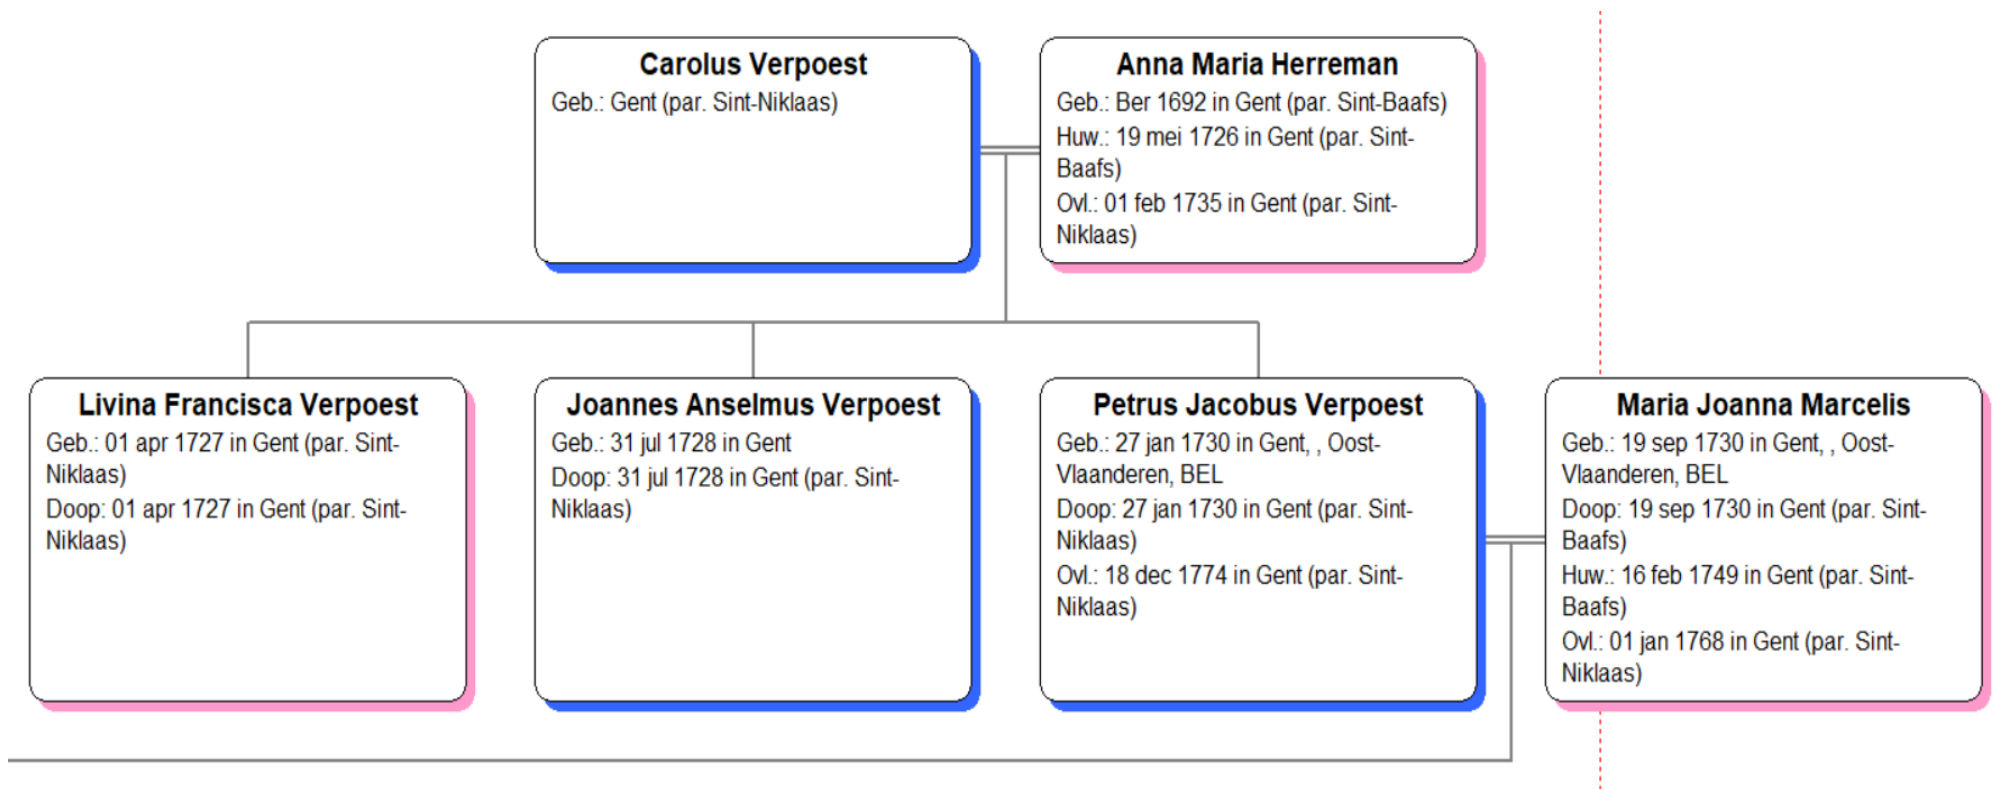 Carolus Verpoest
Geb.: Gent (par. Sint-Niklaas)
Anna Maria Herreman
Geb.: Ber 1692 in Gent (par. Sint-Baafs)
Huw.: 19 mei 1726 in Gent (par. Sint-
Baafs)
Ovl.: 01 feb 1735 in Gent (par. Sint-
Niklaas)
Livina Francisca Verpoest
Geb.: 01 apr 1727 in Gent (par. Sint-
Niklaas)
Doop: 01 apr 1727 in Gent (par. Sint-
Niklaas)
Joannes Anselmus Verpoest
Geb.: 31 jul 1728 in Gent
Doop: 31 jul 1728 in Gent (par. Sint-
Niklaas)
Petrus Jacobus Verpoest
Geb.: 27 jan 1730 in Gent, , Oost-
Vlaanderen, BEL
Doop: 27 jan 1730 in Gent (par. Sint-
Niklaas)
Ovl.: 18 dec 1774 in Gent (par. Sint-
Niklaas)
Maria Joanna Marcelis
Geb.: 19 sep 1730 in Gent, , Oost-
Vlaanderen, BEL
Doop: 19 sep 1730 in Gent (par. Sint-
Baafs)
Huw.: 16 feb 1749 in Gent (par. Sint-
Baafs)
Ovl.: 01 jan 1768 in Gent (par. Sint-
Niklaas)